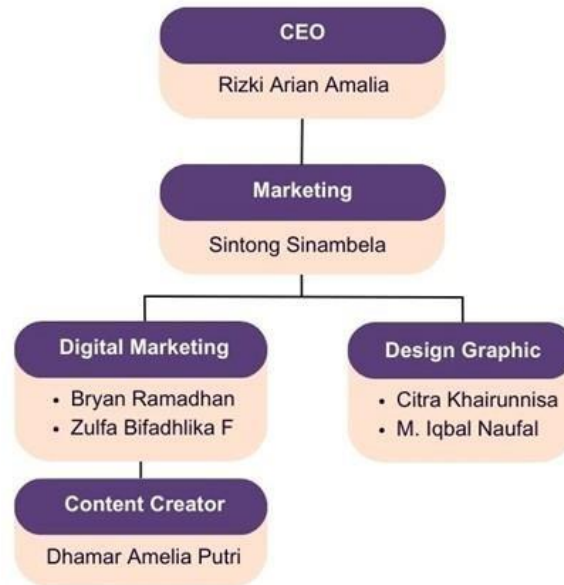 CEO
Rizki Arian Amalia
Marketing
Sintong Sinambela
Digital Marketing
• Bryan Ramadhan
• Zulfa Bifadhlika F
Design Graphic
• Citra Khairunnisa
• M. Iqbal Naufal
Content Creator
Dhamar Amelia Putri